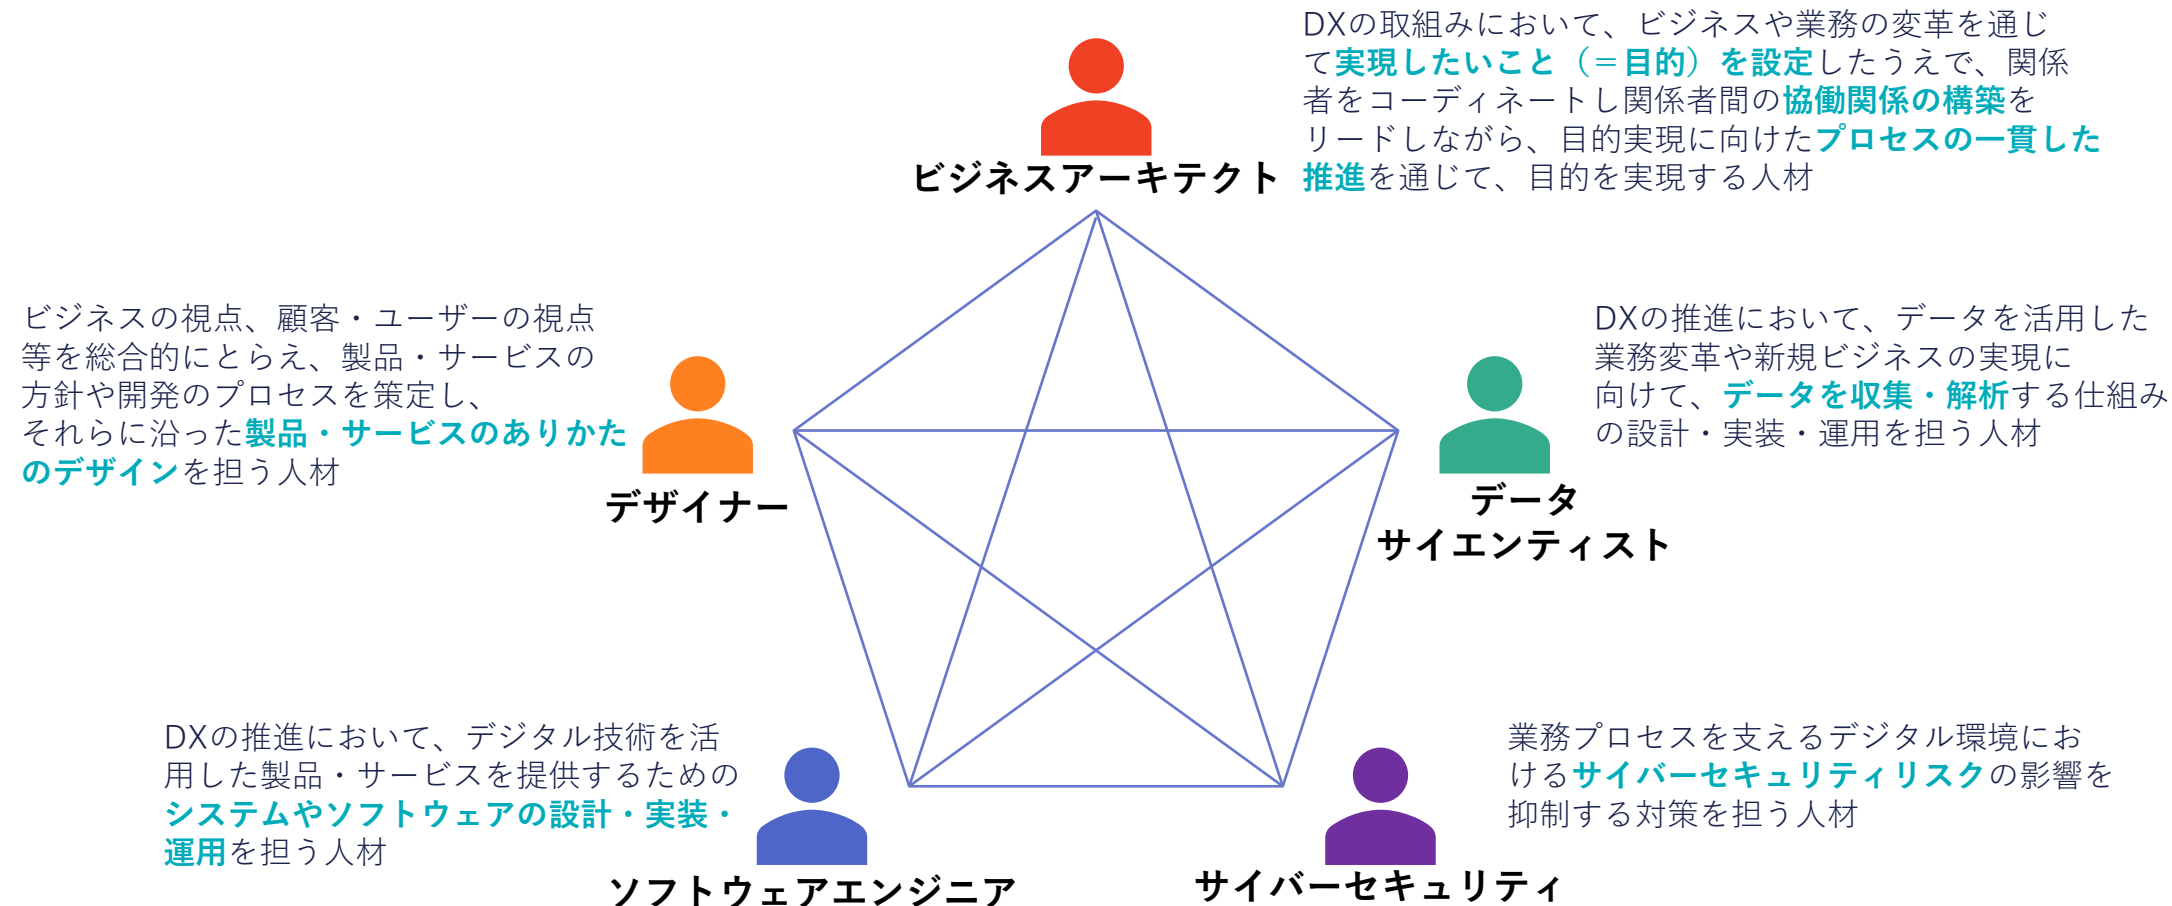 DXの取組みにおいて、ビジネスや業務の変革を通じ
て実現したいこと（＝目的）を設定したうえで、関係
者をコーディネートし関係者間の協働関係の構築を
リードしながら、目的実現に向けたプロセスの一貫した
推進を通じて、目的を実現する人材
ビジネスアーキテクト
ビジネスの視点、顧客・ユーザーの視点
等を総合的にとらえ、製品・サービスの
方針や開発のプロセスを策定し、
それらに沿った製品・サービスのありかた
のデザインを担う人材
デザイナー
DXの推進において、データを活用した
業務変革や新規ビジネスの実現に
向けて、データを収集・解析する仕組み
の設計・実装・運用を担う人材
データ
サイエンティスト
DXの推進において、デジタル技術を活
用した製品・サービスを提供するための
システムやソフトウェアの設計・実装・
運用を担う人材
ソフトウェアエンジニア
業務プロセスを支えるデジタル環境にお
けるサイバーセキュリティリスクの影響を
抑制する対策を担う人材
サイバーセキュリティ